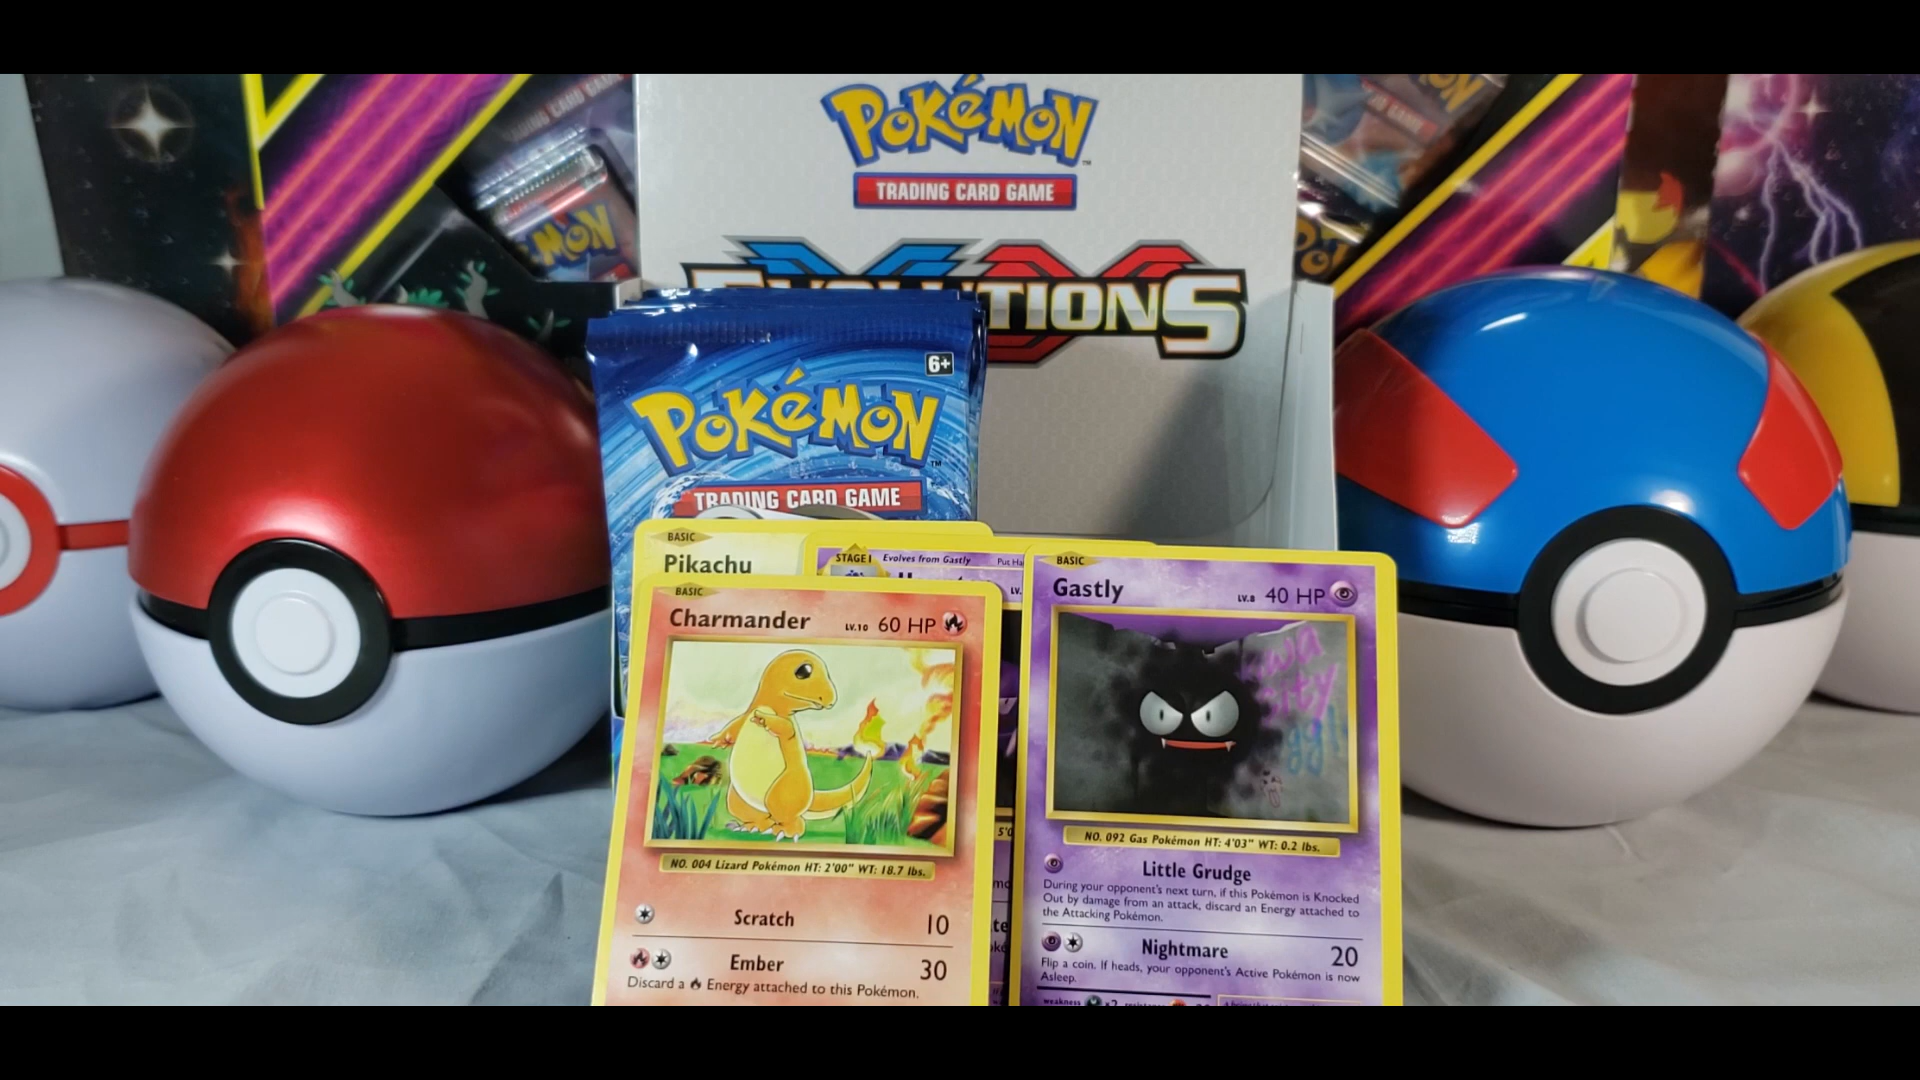 POKéMON
TRADING CARD GAME
EVOLUTIONS
MON
6+
POKéMON
TRADING CARD GAME
BASIC
Pikachu
STAGE 1 Evolves from Gastly
LV.
BASIC
Charmander LV.10 60 HP
NO. 004 Lizard Pokémon HT: 2'00" WT: 18.7 lbs.
Scratch 10
Ember 30
Discard a Energy attached to this Pokémon.
BASIC
Gastly LV.8 40 HP
NO. 092 Gas Pokémon HT: 4'03" WT: 0.2 lbs.
Little Grudge
During your opponent's next turn, if this Pokémon is Knocked
Out by damage from an attack, discard an Energy attached to
the Attacking Pokémon.
Nightmare 20
Flip a coin. If heads, your opponent's Active Pokémon is now
Asleep.
weakness